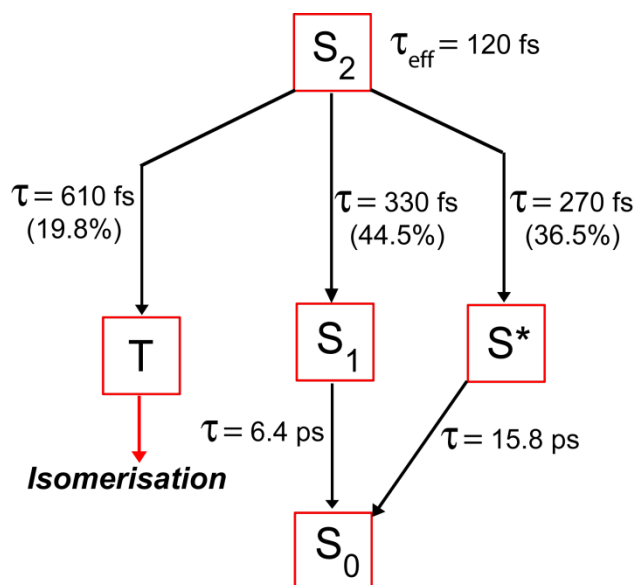 S₂
τeff = 120 fs
τ = 610 fs
(19.8%)
τ = 330 fs
(44.5%)
τ = 270 fs
(36.5%)
T
S₁
S*
τ = 6.4 ps
τ = 15.8 ps
Isomerisation
S₀